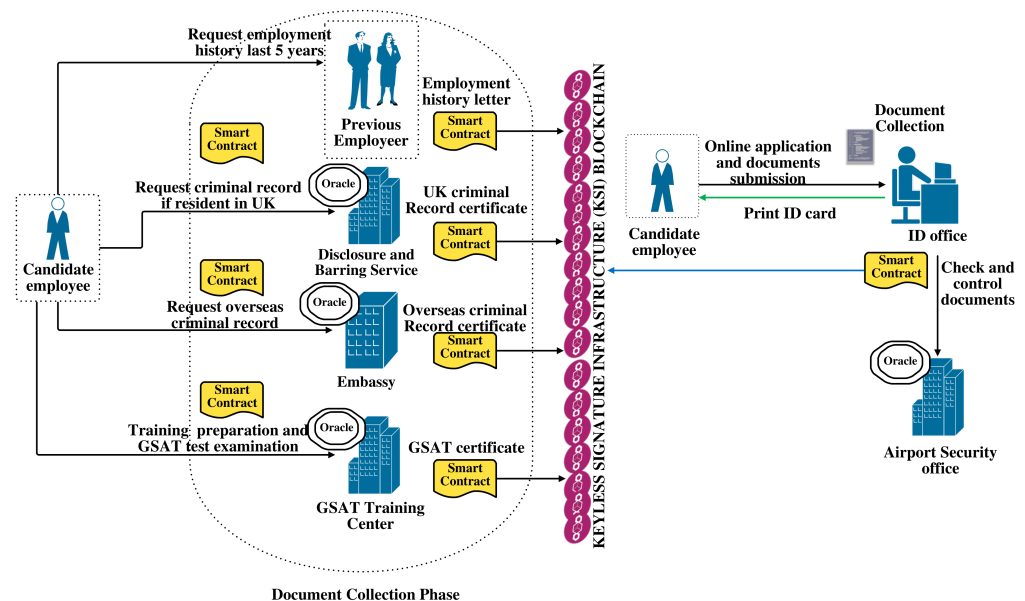 Request employment
history last 5 years
Previous
Employeer
Employment
history letter
Smart
Contract
Smart
Contract
Request criminal record
if resident in UK
Oracle
Disclosure and
Barring Service
UK criminal
Record certificate
Smart
Contract
Candidate
employee
Smart
Contract
Request overseas
criminal record
Oracle
Embassy
Overseas criminal
Record certificate
Smart
Contract
Smart
Contract
Training preparation and
GSAT test examination
Oracle
GSAT Training
Center
GSAT certificate
Smart
Contract
Document Collection Phase
KEYLESS SIGNATURE INFRASTRUCTURE (KSI) BLOCKCHAIN
Candidate
employee
Online application
and documents
submission
Print ID card
Document
Collection
ID office
Smart
Contract
Check and
control
documents
Oracle
Airport Security
office